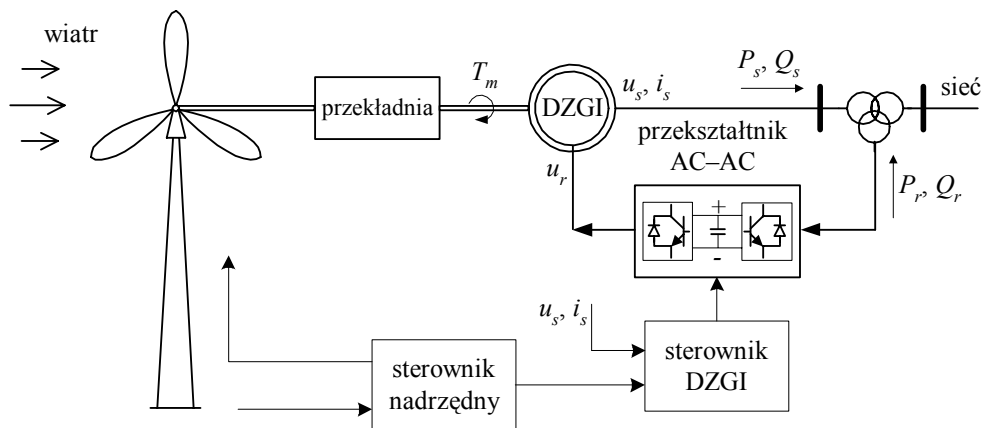 wiatr
przekładnia
T_m
DZGI
u_s, i_s
P_s, Q_s
sieć
przekształtnik
AC–AC
u_r
P_r, Q_r
+
-
u_s, i_s
sterownik
DZGI
sterownik
nadrzędny